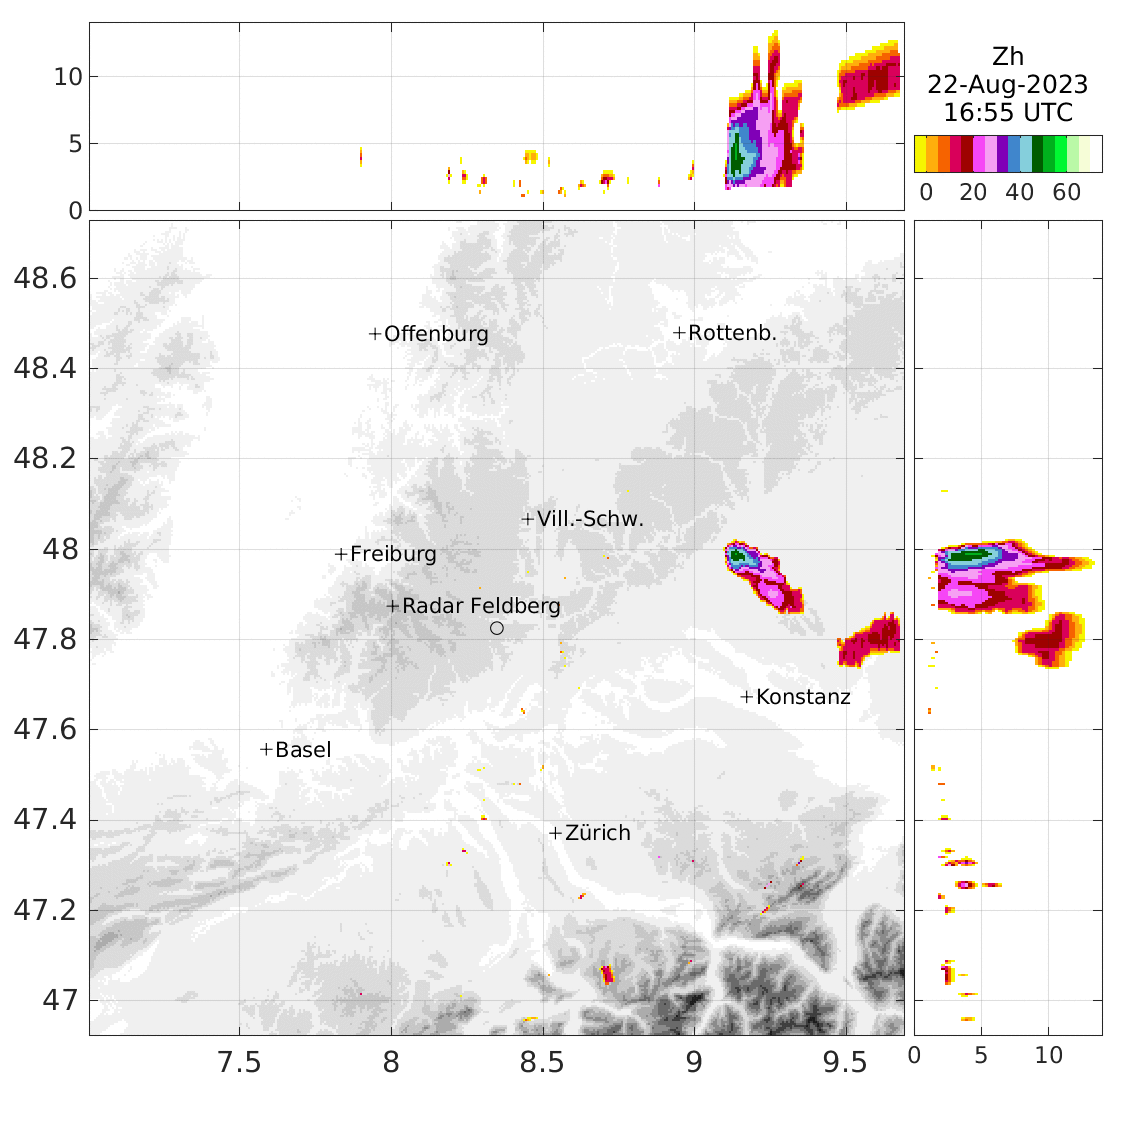 10
5
0
Zh
22-Aug-2023
16:55 UTC
0 20 40 60
48.6
48.4
48.2
48
47.8
47.6
47.4
47.2
47
Offenburg
Rottenb.
Vill.-Schw.
Freiburg
Radar Feldberg
Konstanz
Basel
Zürich
7.5 8 8.5 9 9.5
0 5 10